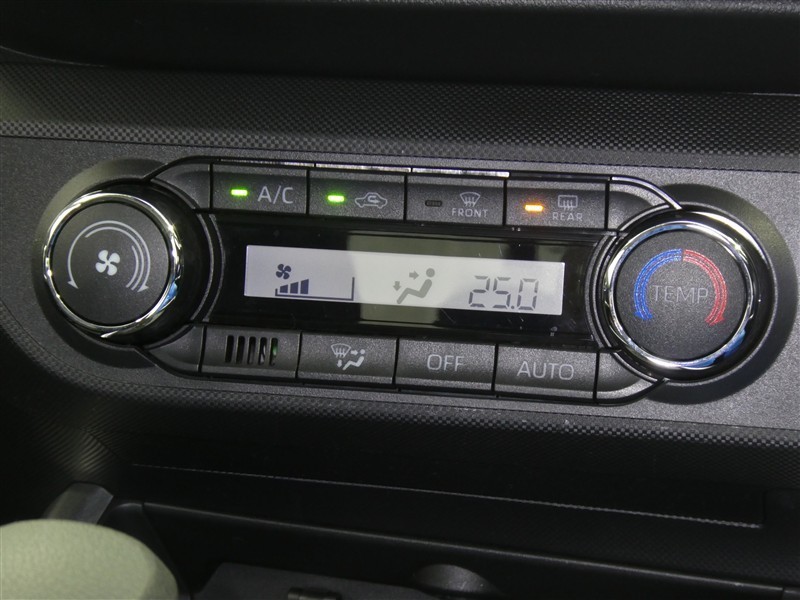 A/C
FRONT
REAR
25.0
TEMP
OFF
AUTO